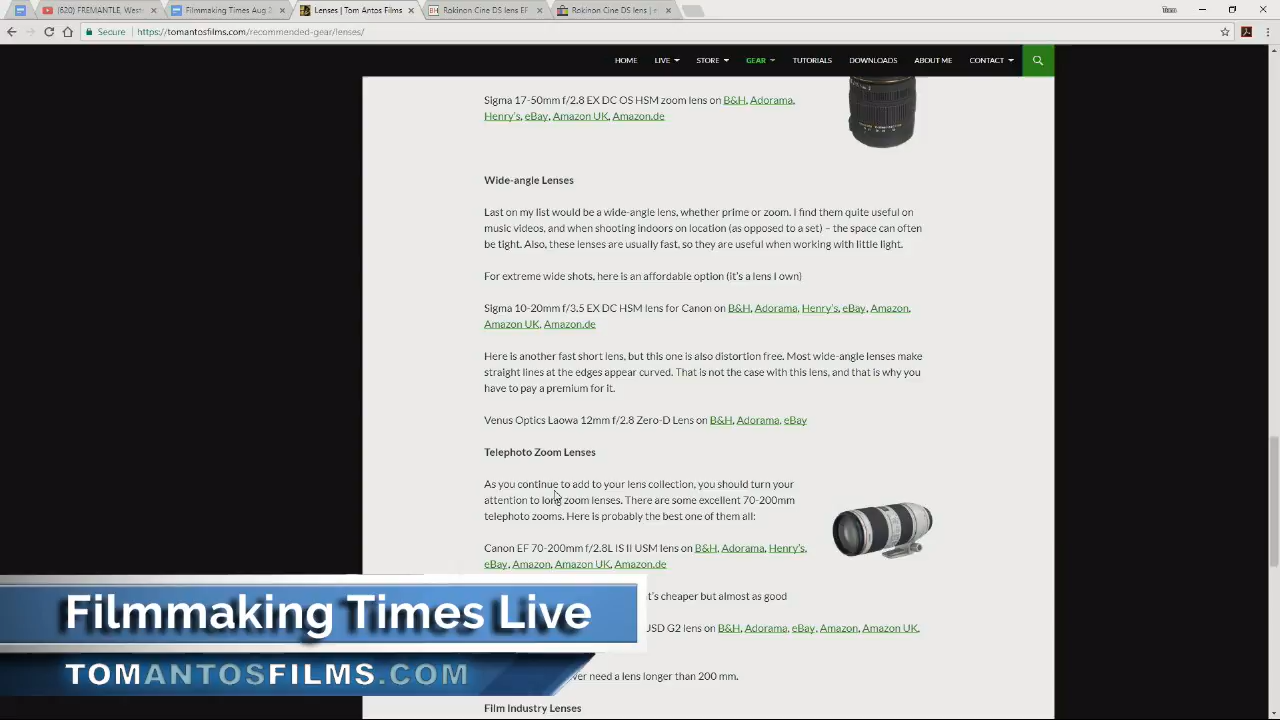 (620) FREMANTLE, Wes
Filmmaking Times Aug 2
Lenses | Tom Antos Films
Rokinon Cine DS lens EF
Rokinon Cine DS lens | e
Secure
https://tomantosfilms.com/recommended-gear/lenses/
HOME LIVE STORE GEAR TUTORIALS DOWNLOADS ABOUT ME CONTACT
Sigma 17-50mm f/2.8 EX DC OS HSM zoom lens on B&H, Adorama,
Henry's, eBay, Amazon UK, Amazon.de
Wide-angle Lenses
Last on my list would be a wide-angle lens, whether prime or zoom. I find them quite useful on
music videos, and when shooting indoors on location (as opposed to a set) – the space can often
be tight. Also, these lenses are usually fast, so they are useful when working with little light.
For extreme wide shots, here is an affordable option (it's a lens I own)
Sigma 10-20mm f/3.5 EX DC HSM lens for Canon on B&H, Adorama, Henry's, eBay, Amazon,
Amazon UK, Amazon.de
Here is another fast short lens, but this one is also distortion free. Most wide-angle lenses make
straight lines at the edges appear curved. That is not the case with this lens, and that is why you
have to pay a premium for it.
Venus Optics Laowa 12mm f/2.8 Zero-D Lens on B&H, Adorama, eBay
Telephoto Zoom Lenses
As you continue to add to your lens collection, you should turn your
attention to long zoom lenses. There are some excellent 70-200mm
telephoto zooms. Here is probably the best one of them all:
Canon EF 70-200mm f/2.8L IS II USM lens on B&H, Adorama, Henry's,
eBay, Amazon, Amazon UK, Amazon.de
t's cheaper but almost as good
USD G2 lens on B&H, Adorama, eBay, Amazon, Amazon UK,
ver need a lens longer than 200 mm.
Film Industry Lenses
Filmmaking Times Live
TOMANTOSFILMS.COM